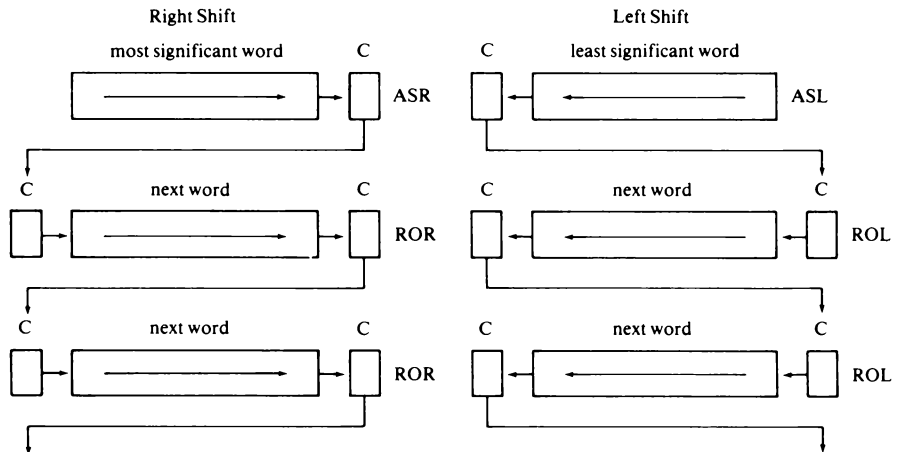 Right Shift
most significant word C
ASR
C next word C
ROR
C next word C
ROR
Left Shift
C least significant word
ASL
C next word C
ROL
C next word C
ROL